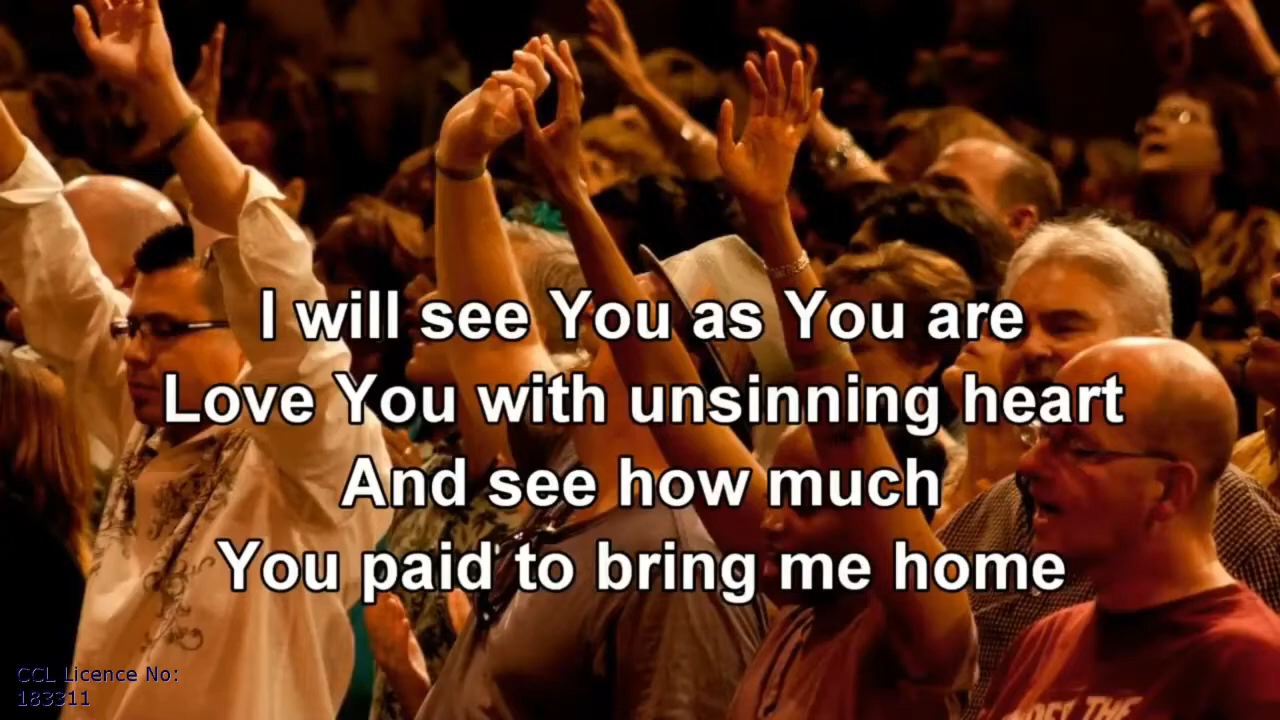 I will see You as You are
Love You with unsinning heart
And see how much
You paid to bring me home
CCL Licence No:
183311